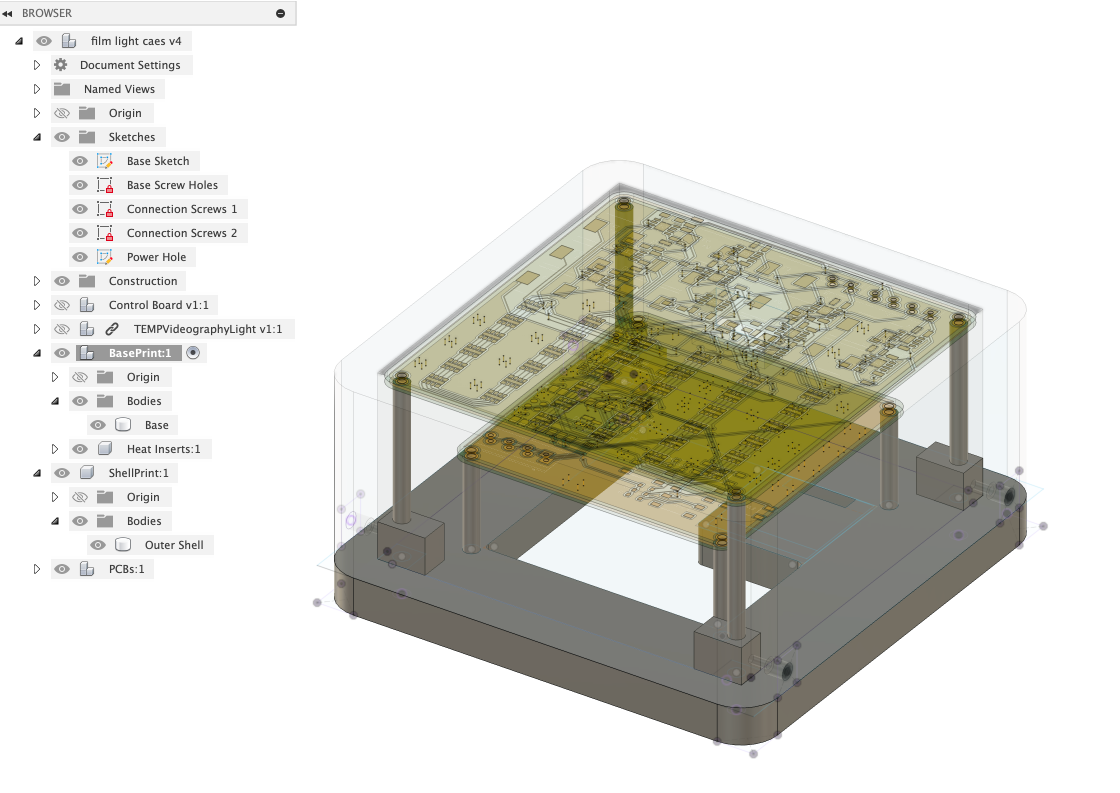 BROWSER
film light caes v4
Document Settings
Named Views
Origin
Sketches
Base Sketch
Base Screw Holes
Connection Screws 1
Connection Screws 2
Power Hole
Construction
Control Board v1:1
TEMPVideographyLight v1:1
BasePrint:1
Origin
Bodies
Base
Heat Inserts:1
ShellPrint:1
Origin
Bodies
Outer Shell
PCBs:1